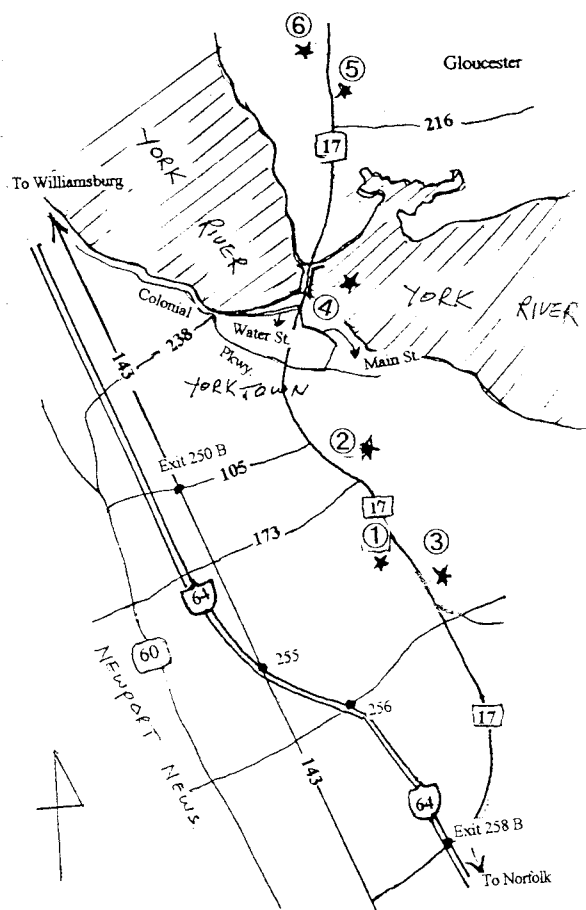 ⑥
⑤
Gloucester
216
17
YORK
RIVER
To Williamsburg
YORK
RIVER
④
Colonial
Water St.
Pkwy.
Main St.
238
143
YORKTOWN
②
Exit 250 B
105
17
①
③
173
64
60
NEWPORT NEWS.
255
256
17
143
64
Exit 258 B
To Norfolk